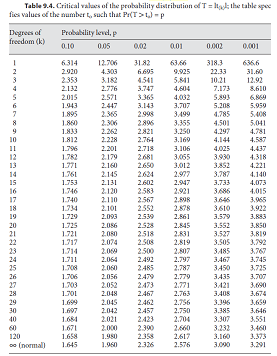 Table 9.4. Critical values of the probability distribution of T = |t(k)|; the table speci-
fies values of the number t₀ such that Pr(T > t₀) = p
Degrees of Probability level, p
freedom (k) 0.10 0.05 0.02 0.01 0.002 0.001
1 6.314 12.706 31.82 63.66 318.3 636.6
2 2.920 4.303 6.695 9.925 22.33 31.60
3 2.353 3.182 4.541 5.841 10.21 12.92
4 2.132 2.776 3.747 4.604 7.173 8.610
5 2.015 2.571 3.365 4.032 5.893 6.869
6 1.943 2.447 3.143 3.707 5.208 5.959
7 1.895 2.365 2.998 3.499 4.785 5.408
8 1.860 2.306 2.896 3.355 4.501 5.041
9 1.833 2.262 2.821 3.250 4.297 4.781
10 1.812 2.228 2.764 3.169 4.144 4.587
11 1.796 2.201 2.718 3.106 4.025 4.437
12 1.782 2.179 2.681 3.055 3.930 4.318
13 1.771 2.160 2.650 3.012 3.852 4.221
14 1.761 2.145 2.624 2.977 3.787 4.140
15 1.753 2.131 2.602 2.947 3.733 4.073
16 1.746 2.120 2.583 2.921 3.686 4.015
17 1.740 2.110 2.567 2.898 3.646 3.965
18 1.734 2.101 2.552 2.878 3.610 3.922
19 1.729 2.093 2.539 2.861 3.579 3.883
20 1.725 2.086 2.528 2.845 3.552 3.850
21 1.721 2.080 2.518 2.831 3.527 3.819
22 1.717 2.074 2.508 2.819 3.505 3.792
23 1.714 2.069 2.500 2.807 3.485 3.767
24 1.711 2.064 2.492 2.797 3.467 3.745
25 1.708 2.060 2.485 2.787 3.450 3.725
26 1.706 2.056 2.479 2.779 3.435 3.707
27 1.703 2.052 2.473 2.771 3.421 3.690
28 1.701 2.048 2.467 2.763 3.408 3.674
29 1.699 2.045 2.462 2.756 3.396 3.659
30 1.697 2.042 2.457 2.750 3.385 3.646
40 1.684 2.021 2.423 2.704 3.307 3.551
60 1.671 2.000 2.390 2.660 3.232 3.460
120 1.658 1.980 2.358 2.617 3.160 3.373
∞ (normal) 1.645 1.960 2.326 2.576 3.090 3.291